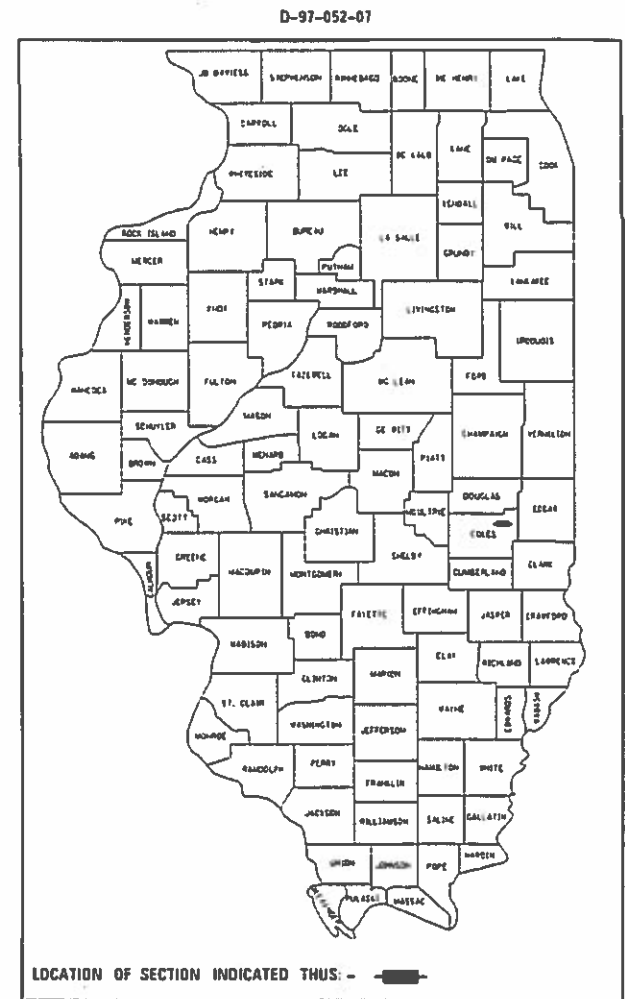 D-97-052-07
JO DAVIESS STEPHENSON WINNEBAGO BOONE MC HENRY LAKE
CARROLL OGLE
DE KALB KANE DU PAGE COOK
WHITESIDE LEE
KENDALL
WILL
ROCK ISLAND HENRY BUREAU LA SALLE
GRUNDY
MERCER
PUTNAM
STARK KANKAKEE
MARSHALL
HENDERSON WARREN KNOX PEORIA WOODFORD LIVINGSTON
IROQUOIS
HANCOCK MC DONOUGH FULTON TAZEWELL MC LEAN FORD
MASON
SCHUYLER LOGAN DE WITT CHAMPAIGN VERMILION
ADAMS BROWN CASS MENARD PIATT
MACON
MORGAN SANGAMON DOUGLAS
PIKE SCOTT CHRISTIAN MOULTRIE EDGAR
COLES
GREENE SHELBY
CALHOUN MACOUPIN MONTGOMERY CUMBERLAND CLARK
JERSEY
FAYETTE EFFINGHAM JASPER CRAWFORD
MADISON BOND
CLAY RICHLAND LAWRENCE
CLINTON MARION
ST. CLAIR WAYNE EDWARDS WABASH
WASHINGTON JEFFERSON
MONROE
RANDOLPH PERRY HAMILTON WHITE
FRANKLIN
JACKSON WILLIAMSON SALINE GALLATIN
UNION JOHNSON POPE HARDIN
PULASKI MASSAC
LOCATION OF SECTION INDICATED THUS: -